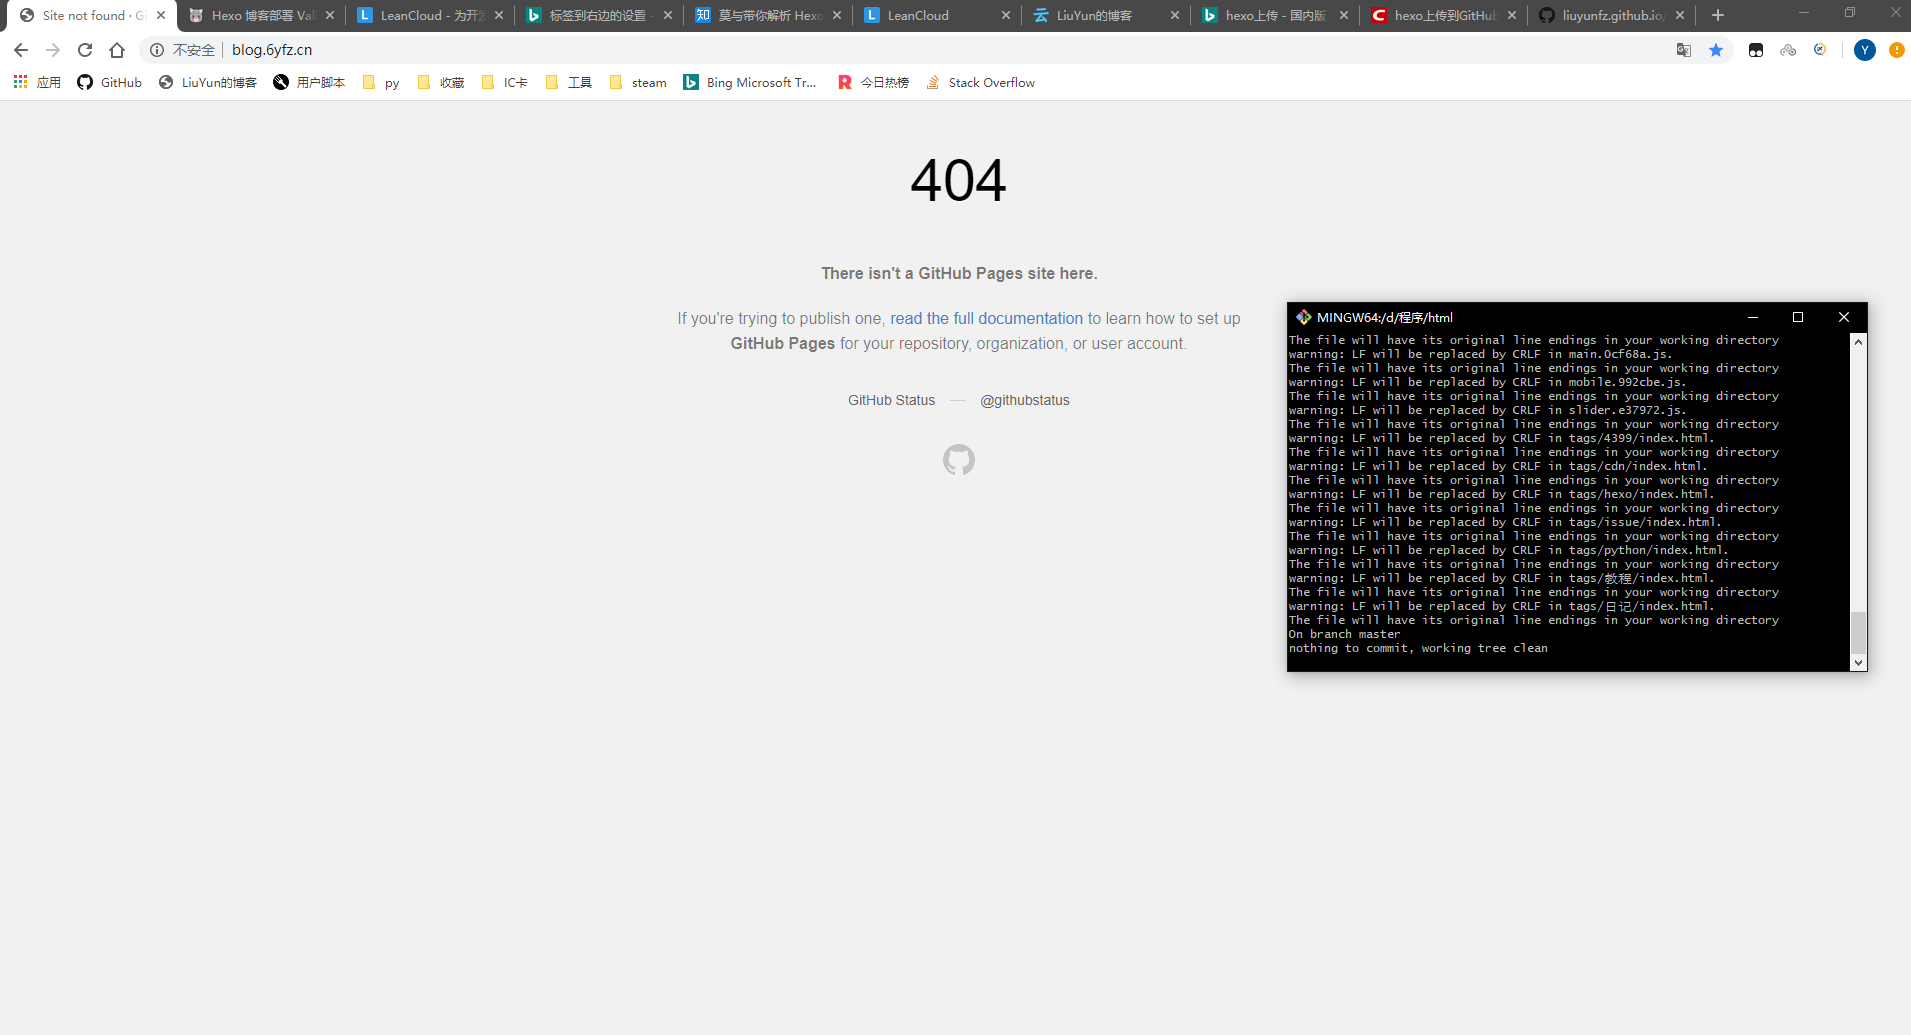 Site not found · Gi
Hexo 博客部署 Val
LeanCloud - 为开发
标签到右边的设置 -
莫与带你解析 Hexo
LeanCloud
LiuYun的博客
hexo上传 - 国内版
hexo上传到GitHub
liuyunfz.github.io/
不安全
blog.6yfz.cn
Y
应用
GitHub
LiuYun的博客
用户脚本
py
收藏
IC卡
工具
steam
Bing Microsoft Tr...
今日热榜
Stack Overflow
404
There isn't a GitHub Pages site here.
If you're trying to publish one, read the full documentation to learn how to set up
GitHub Pages for your repository, organization, or user account.
GitHub Status — @githubstatus
MINGW64:/d/程序/html
The file will have its original line endings in your working directory
warning: LF will be replaced by CRLF in main.0cf68a.js.
The file will have its original line endings in your working directory
warning: LF will be replaced by CRLF in mobile.992cbe.js.
The file will have its original line endings in your working directory
warning: LF will be replaced by CRLF in slider.e37972.js.
The file will have its original line endings in your working directory
warning: LF will be replaced by CRLF in tags/4399/index.html.
The file will have its original line endings in your working directory
warning: LF will be replaced by CRLF in tags/cdn/index.html.
The file will have its original line endings in your working directory
warning: LF will be replaced by CRLF in tags/hexo/index.html.
The file will have its original line endings in your working directory
warning: LF will be replaced by CRLF in tags/issue/index.html.
The file will have its original line endings in your working directory
warning: LF will be replaced by CRLF in tags/python/index.html.
The file will have its original line endings in your working directory
warning: LF will be replaced by CRLF in tags/教程/index.html.
The file will have its original line endings in your working directory
warning: LF will be replaced by CRLF in tags/日记/index.html.
The file will have its original line endings in your working directory
On branch master
nothing to commit, working tree clean